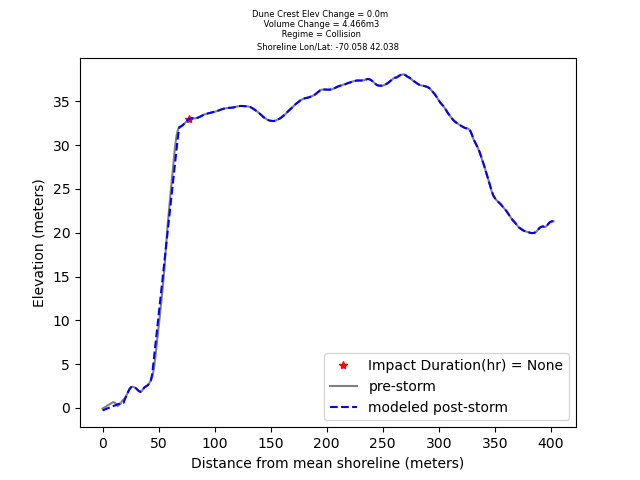 Dune Crest Elev Change = 0.0m
Volume Change = 4.466m3
Regime = Collision
Shoreline Lon/Lat: -70.058 42.038
35
30
25
20
15
10
5
0
Elevation (meters)
Impact Duration(hr) = None
pre-storm
modeled post-storm
0 50 100 150 200 250 300 350 400
Distance from mean shoreline (meters)